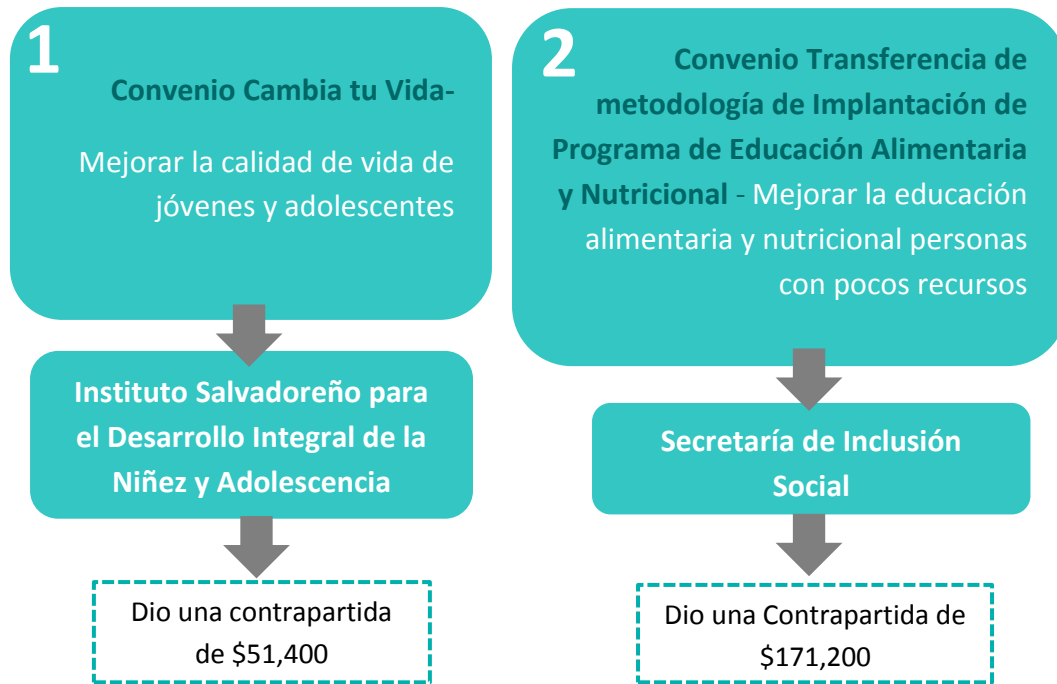 1
Convenio Cambia tu Vida-
Mejorar la calidad de vida de
jóvenes y adolescentes
Instituto Salvadoreño para
el Desarrollo Integral de la
Niñez y Adolescencia
Dio una contrapartida
de $51,400
2
Convenio Transferencia de
metodología de Implantación de
Programa de Educación Alimentaria
y Nutricional - Mejorar la educación
alimentaria y nutricional personas
con pocos recursos
Secretaría de Inclusión
Social
Dio una Contrapartida de
$171,200